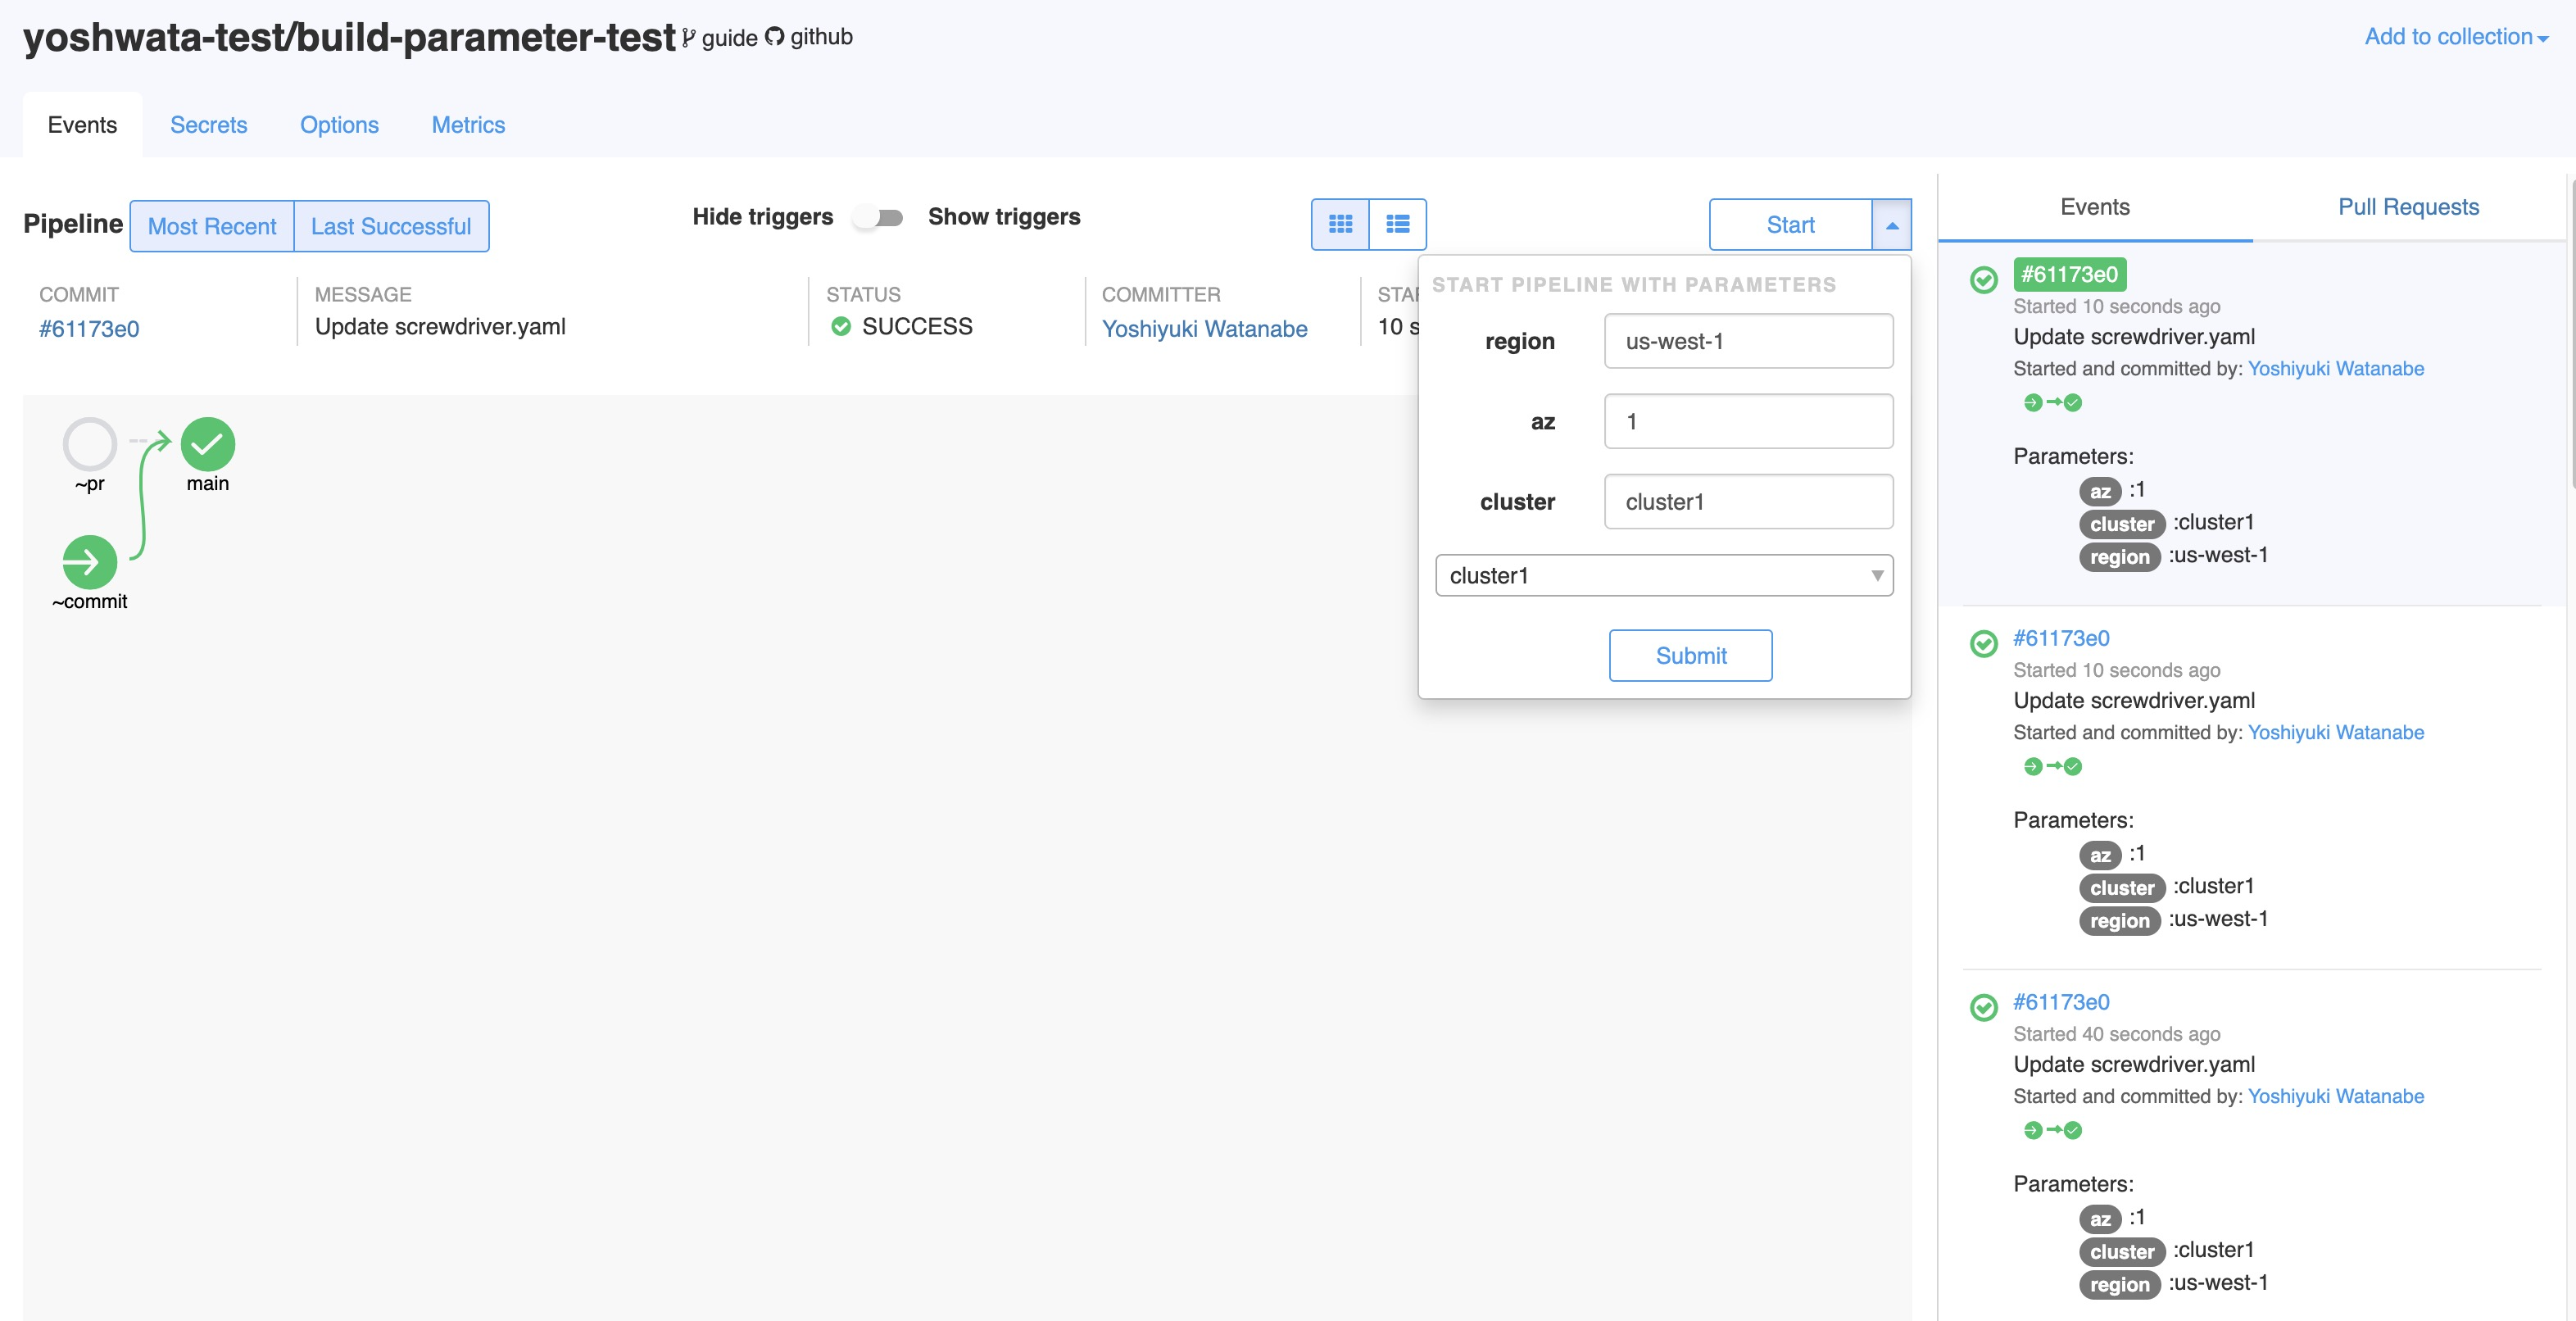 yoshwata-test/build-parameter-test guide github
Add to collection
Events Secrets Options Metrics
Pipeline Most Recent Last Successful
Hide triggers Show triggers
Start
COMMIT MESSAGE STATUS COMMITTER STAR
#61173e0 Update screwdriver.yaml SUCCESS Yoshiyuki Watanabe 10 s
~pr
main
~commit
START PIPELINE WITH PARAMETERS
region us-west-1
az 1
cluster cluster1
cluster1
Submit
Events Pull Requests
#61173e0
Started 10 seconds ago
Update screwdriver.yaml
Started and committed by: Yoshiyuki Watanabe
Parameters:
az :1
cluster :cluster1
region :us-west-1
#61173e0
Started 10 seconds ago
Update screwdriver.yaml
Started and committed by: Yoshiyuki Watanabe
Parameters:
az :1
cluster :cluster1
region :us-west-1
#61173e0
Started 40 seconds ago
Update screwdriver.yaml
Started and committed by: Yoshiyuki Watanabe
Parameters:
az :1
cluster :cluster1
region :us-west-1